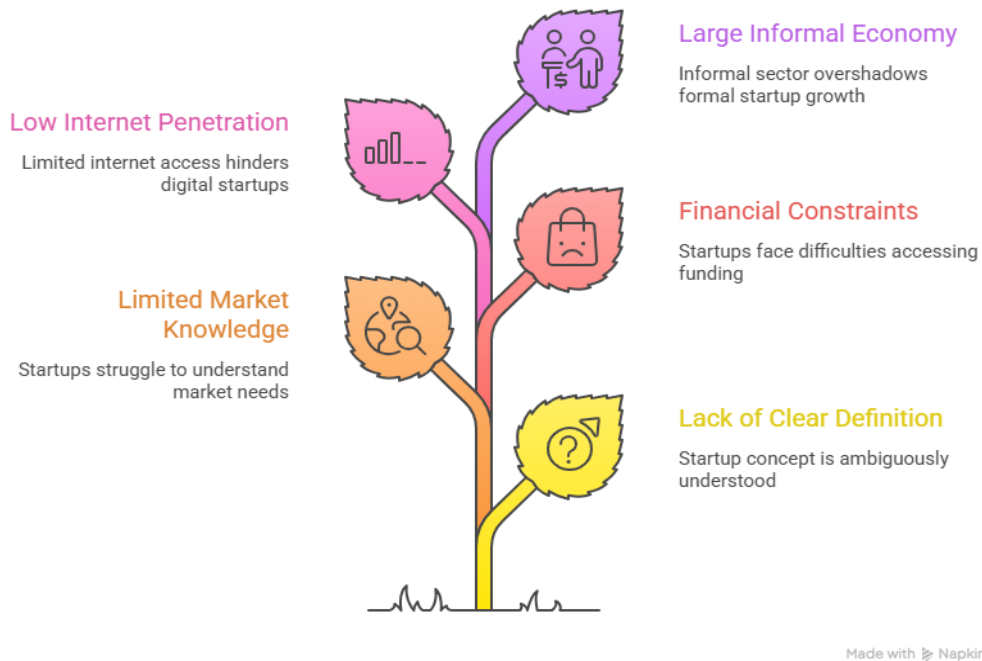 Large Informal Economy
Informal sector overshadows
formal startup growth
Low Internet Penetration
Limited internet access hinders
digital startups
Financial Constraints
Startups face difficulties accessing
funding
Limited Market
Knowledge
Startups struggle to understand
market needs
Lack of Clear Definition
Startup concept is ambiguously
understood
$
?
Made with Napkin